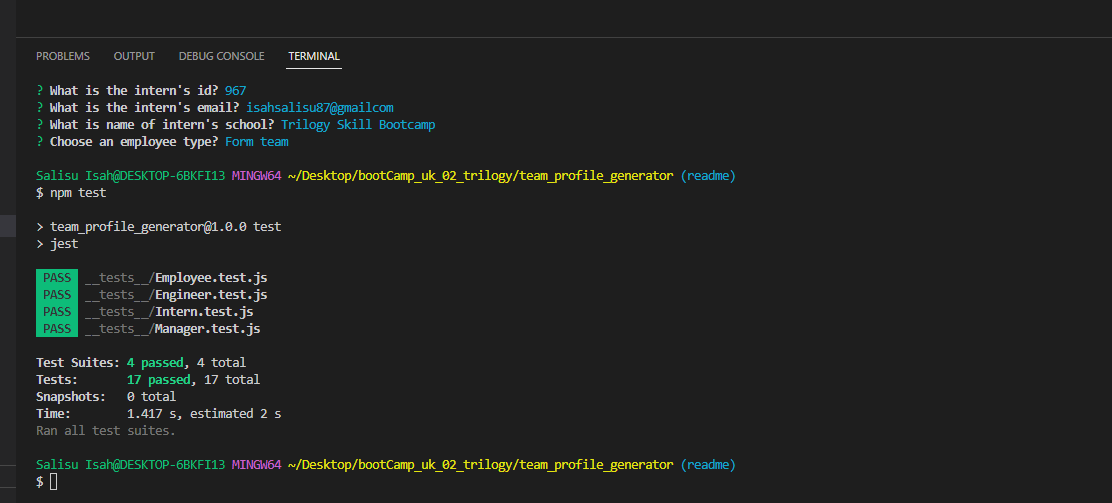 PROBLEMS OUTPUT DEBUG CONSOLE TERMINAL
? What is the intern's id? 967
? What is the intern's email? isahsalisu87@gmailcom
? What is name of intern's school? Trilogy Skill Bootcamp
? Choose an employee type? Form team
Salisu Isah@DESKTOP-6BKFI13 MINGW64 ~/Desktop/bootCamp_uk_02_trilogy/team_profile_generator (readme)
$ npm test
> team_profile_generator@1.0.0 test
> jest
PASS __tests__/Employee.test.js
PASS __tests__/Engineer.test.js
PASS __tests__/Intern.test.js
PASS __tests__/Manager.test.js
Test Suites: 4 passed, 4 total
Tests: 17 passed, 17 total
Snapshots: 0 total
Time: 1.417 s, estimated 2 s
Ran all test suites.
Salisu Isah@DESKTOP-6BKFI13 MINGW64 ~/Desktop/bootCamp_uk_02_trilogy/team_profile_generator (readme)
$